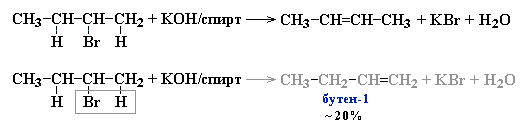 CH₃−CH−CH−CH₂ + KOH/спирт ⟶ CH₃−CH=CH−CH₃ + KBr + H₂O
H Br H
CH₃−CH−CH−CH₂ + KOH/спирт ⟶ CH₃−CH₂−CH=CH₂ + KBr + H₂O
H Br H
бутен-1
~20%